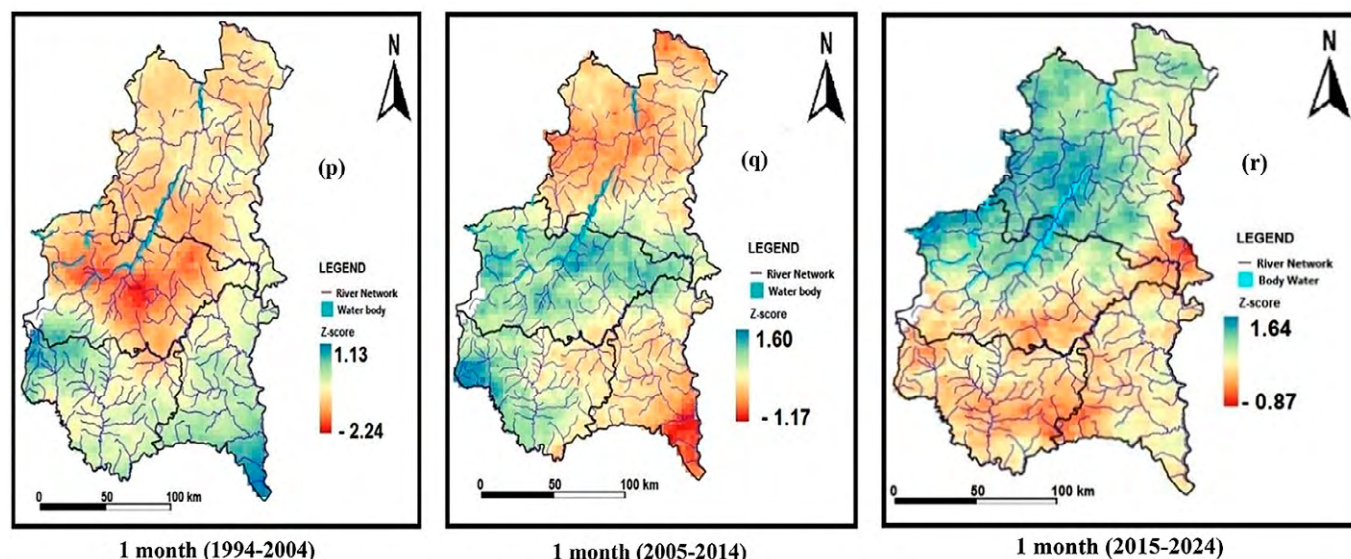 N
(p)
LEGEND
River Network
Water body
Z-score
1.13
- 2.24
0 50 100 km
1 month (1994-2004)
N
(q)
LEGEND
River Network
Water body
Z-score
1.60
- 1.17
0 50 100 km
1 month (2005-2014)
N
(r)
LEGEND
River Network
Body Water
Z-score
1.64
- 0.87
0 50 100 km
1 month (2015-2024)